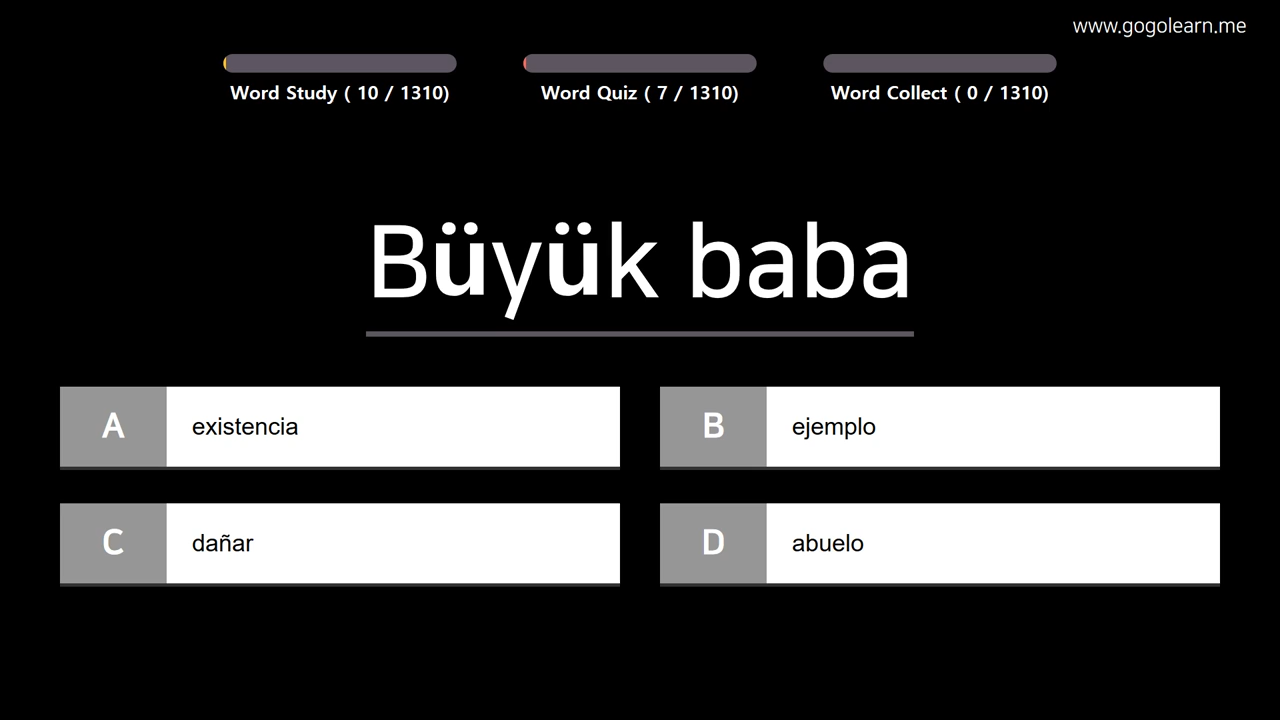 www.gogolearn.me
Word Study ( 10 / 1310)
Word Quiz ( 7 / 1310)
Word Collect ( 0 / 1310)
Büyük baba
A existencia
B ejemplo
C dañar
D abuelo